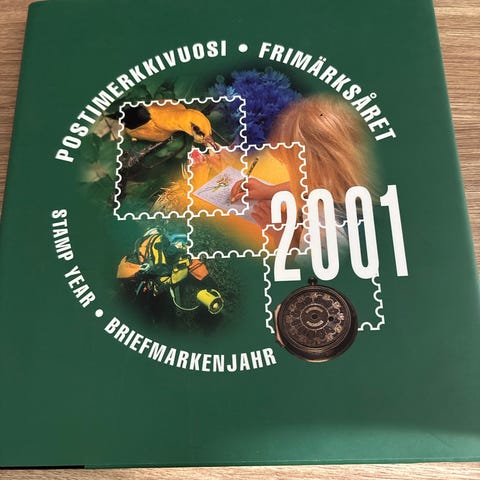 POSTIMERKKIVUOSI • FRIMÄRKSÅRET
2001
STAMP YEAR • BRIEFMARKENJAHR